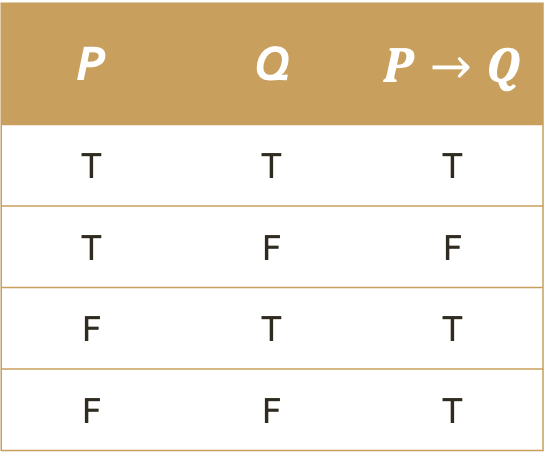 P Q P → Q
T T T
T F F
F T T
F F T